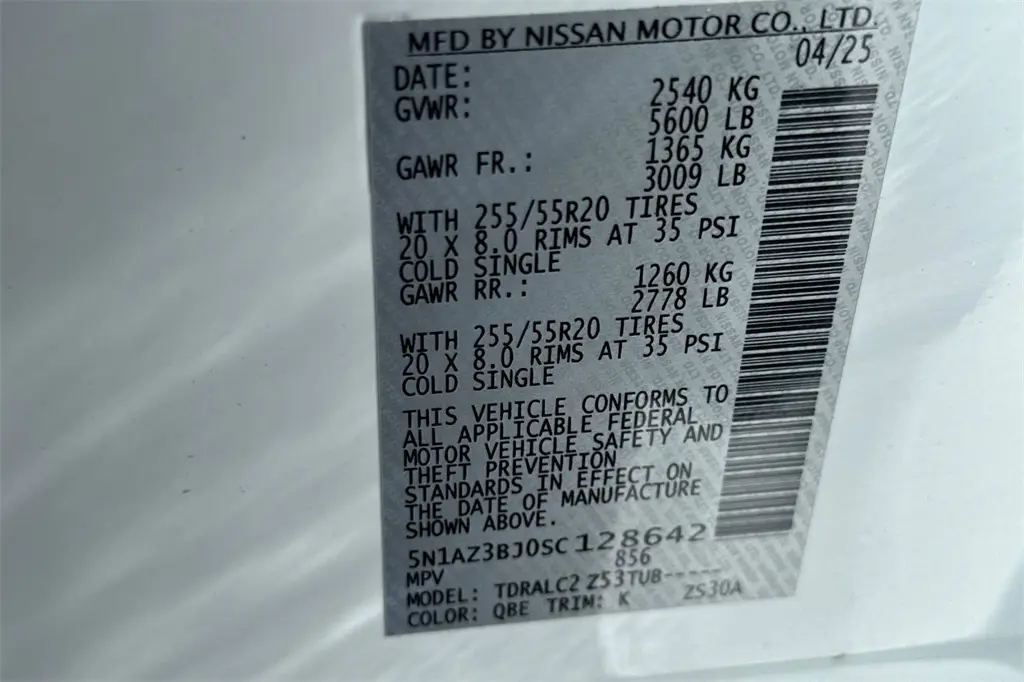 MFD BY NISSAN MOTOR CO., LTD.
DATE: 04/25
GVWR: 2540 KG
5600 LB
GAWR FR.: 1365 KG
3009 LB
WITH 255/55R20 TIRES
20 X 8.0 RIMS AT 35 PSI
COLD SINGLE
GAWR RR.: 1260 KG
2778 LB
WITH 255/55R20 TIRES
20 X 8.0 RIMS AT 35 PSI
COLD SINGLE
THIS VEHICLE CONFORMS TO
ALL APPLICABLE FEDERAL
MOTOR VEHICLE SAFETY AND
THEFT PREVENTION
STANDARDS IN EFFECT ON
THE DATE OF MANUFACTURE
SHOWN ABOVE.
5N1AZ3BJ0SC128642
MPV 856
MODEL: TDRALC2 Z53TUB-----
COLOR: QBE TRIM: K ZS30A